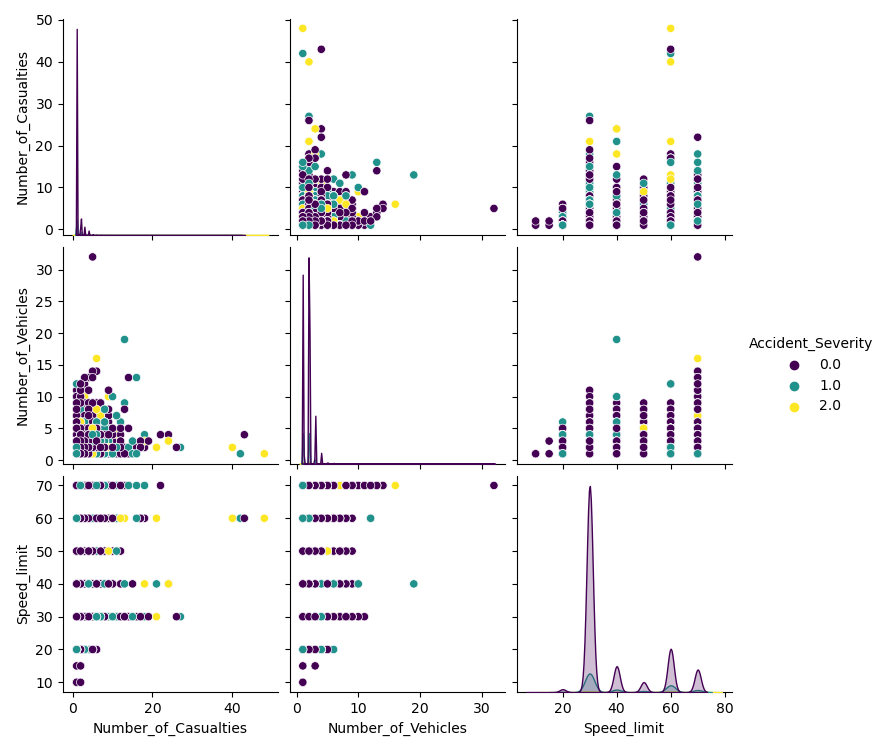 50
40
30
20
10
0
Number_of_Casualties
30
25
20
15
10
5
0
Number_of_Vehicles
Accident_Severity
0.0
1.0
2.0
70
60
50
40
30
20
10
Speed_limit
0 20 40
0 10 20 30
20 40 60 80
Number_of_Casualties Number_of_Vehicles Speed_limit